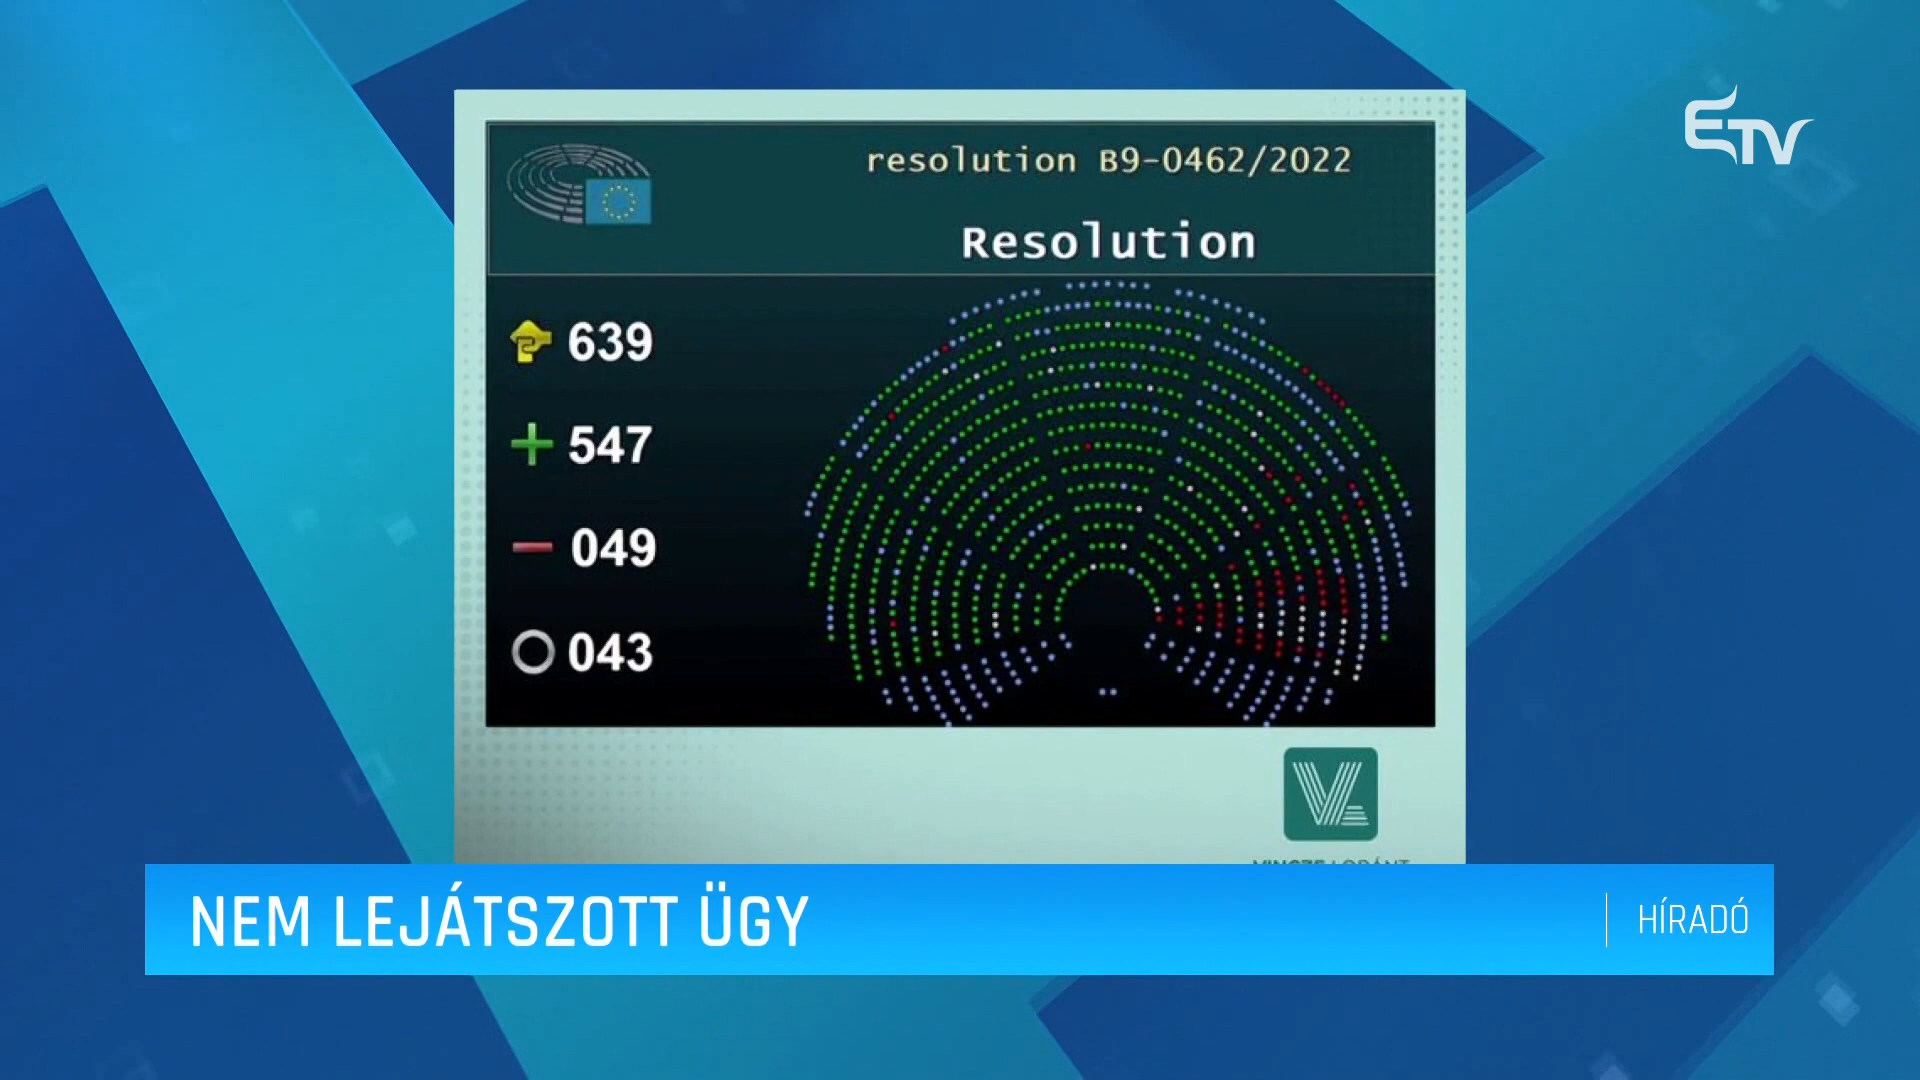 ETV
resolution B9-0462/2022
Resolution
639
547
049
043
NEM LEJÁTSZOTT ÜGY
HÍRADÓ